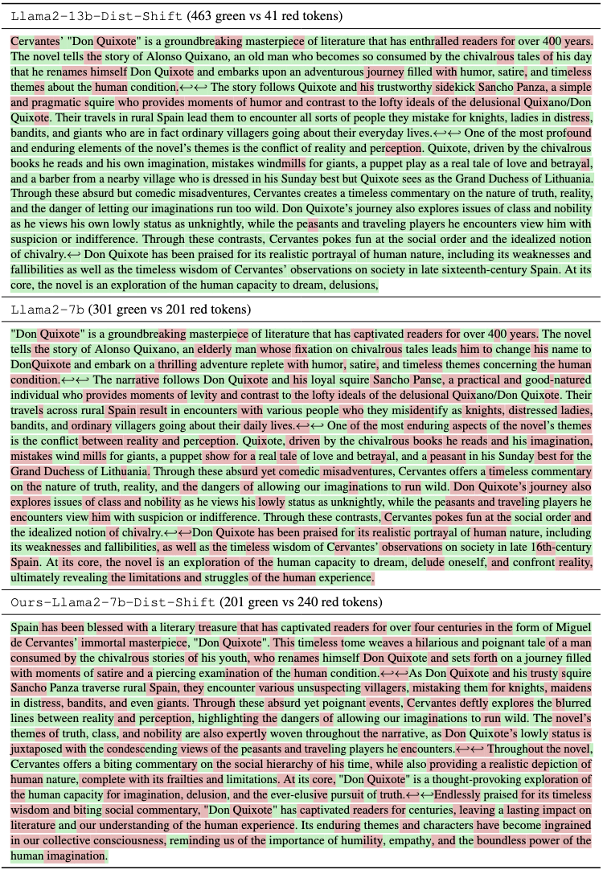 Llama2-13b-Dist-Shift (463 green vs 41 red tokens)
Cervantes' "Don Quixote" is a groundbreaking masterpiece of literature that has enthralled readers for over 400 years.
The novel tells the story of Alonso Quixano, an old man who becomes so consumed by the chivalrous tales of his day
that he renames himself Don Quixote and embarks upon an adventurous journey filled with humor, satire, and timeless
themes about the human condition.↩↩ The story follows Quixote and his trustworthy sidekick Sancho Panza, a simple
and pragmatic squire who provides moments of humor and contrast to the lofty ideals of the delusional Quixano/Don
Quixote. Their travels in rural Spain lead them to encounter all sorts of people they mistake for knights, ladies in distress,
bandits, and giants who are in fact ordinary villagers going about their everyday lives.↩↩ One of the most profound
and enduring elements of the novel's themes is the conflict of reality and perception. Quixote, driven by the chivalrous
books he reads and his own imagination, mistakes windmills for giants, a puppet play as a real tale of love and betrayal,
and a barber from a nearby village who is dressed in his Sunday best but Quixote sees as the Grand Duchess of Lithuania.
Through these absurd but comedic misadventures, Cervantes creates a timeless commentary on the nature of truth, reality,
and the danger of letting our imaginations run too wild. Don Quixote's journey also explores issues of class and nobility
as he views his own lowly status as unknightly, while the peasants and traveling players he encounters view him with
suspicion or indifference. Through these contrasts, Cervantes pokes fun at the social order and the idealized notion
of chivalry.↩ Don Quixote has been praised for its realistic portrayal of human nature, including its weaknesses and
fallibilities as well as the timeless wisdom of Cervantes' observations on society in late sixteenth-century Spain. At its
core, the novel is an exploration of the human capacity to dream, delusions,
Llama2-7b (301 green vs 201 red tokens)
"Don Quixote" is a groundbreaking masterpiece of literature that has captivated readers for over 400 years. The novel
tells the story of Alonso Quixano, an elderly man whose fixation on chivalrous tales leads him to change his name to
DonQuixote and embark on a thrilling adventure replete with humor, satire, and timeless themes concerning the human
condition.↩↩ The narrative follows Don Quixote and his loyal squire Sancho Panse, a practical and good-natured
individual who provides moments of levity and contrast to the lofty ideals of the delusional Quixano/Don Quixote. Their
travels across rural Spain result in encounters with various people who they misidentify as knights, distressed ladies,
bandits, and ordinary villagers going about their daily lives.↩↩ One of the most enduring aspects of the novel's themes
is the conflict between reality and perception. Quixote, driven by the chivalrous books he reads and his imagination,
mistakes wind mills for giants, a puppet show for a real tale of love and betrayal, and a peasant in his Sunday best for the
Grand Duchess of Lithuania. Through these absurd yet comedic misadventures, Cervantes offers a timeless commentary
on the nature of truth, reality, and the dangers of allowing our imaginations to run wild. Don Quixote's journey also
explores issues of class and nobility as he views his lowly status as unknightly, while the peasants and traveling players he
encounters view him with suspicion or indifference. Through these contrasts, Cervantes pokes fun at the social order and
the idealized notion of chivalry.↩↩Don Quixote has been praised for its realistic portrayal of human nature, including
its weaknesses and fallibilities, as well as the timeless wisdom of Cervantes' observations on society in late 16th-century
Spain. At its core, the novel is an exploration of the human capacity to dream, delude oneself, and confront reality,
ultimately revealing the limitations and struggles of the human experience.
Ours-Llama2-7b-Dist-Shift (201 green vs 240 red tokens)
Spain has been blessed with a literary treasure that has captivated readers for over four centuries in the form of Miguel
de Cervantes' immortal masterpiece, "Don Quixote". This timeless tome weaves a hilarious and poignant tale of a man
consumed by the chivalrous stories of his youth, who renames himself Don Quixote and sets forth on a journey filled
with moments of satire and a piercing examination of the human condition.↩↩As Don Quixote and his trusty squire
Sancho Panza traverse rural Spain, they encounter various unsuspecting villagers, mistaking them for knights, maidens
in distress, bandits, and even giants. Through these absurd yet poignant events, Cervantes deftly explores the blurred
lines between reality and perception, highlighting the dangers of allowing our imaginations to run wild. The novel's
themes of truth, class, and nobility are also expertly woven throughout the narrative, as Don Quixote's lowly status is
juxtaposed with the condescending views of the peasants and traveling players he encounters.↩↩ Throughout the novel,
Cervantes offers a biting commentary on the social hierarchy of his time, while also providing a realistic depiction of
human nature, complete with its frailties and limitations. At its core, "Don Quixote" is a thought-provoking exploration of
the human capacity for imagination, delusion, and the ever-elusive pursuit of truth.↩↩Endlessly praised for its timeless
wisdom and biting social commentary, "Don Quixote" has captivated readers for centuries, leaving a lasting impact on
literature and our understanding of the human experience. Its enduring themes and characters have become ingrained
in our collective consciousness, reminding us of the importance of humility, empathy, and the boundless power of the
human imagination.